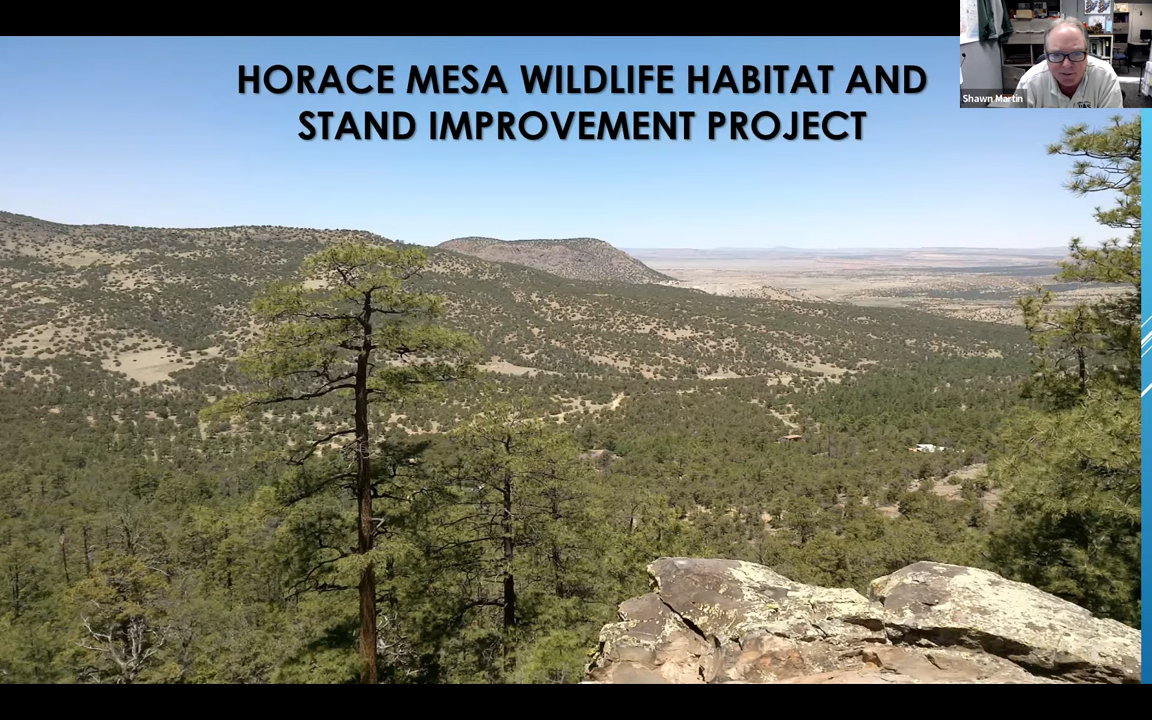 HORACE MESA WILDLIFE HABITAT AND
STAND IMPROVEMENT PROJECT
Shawn Martin